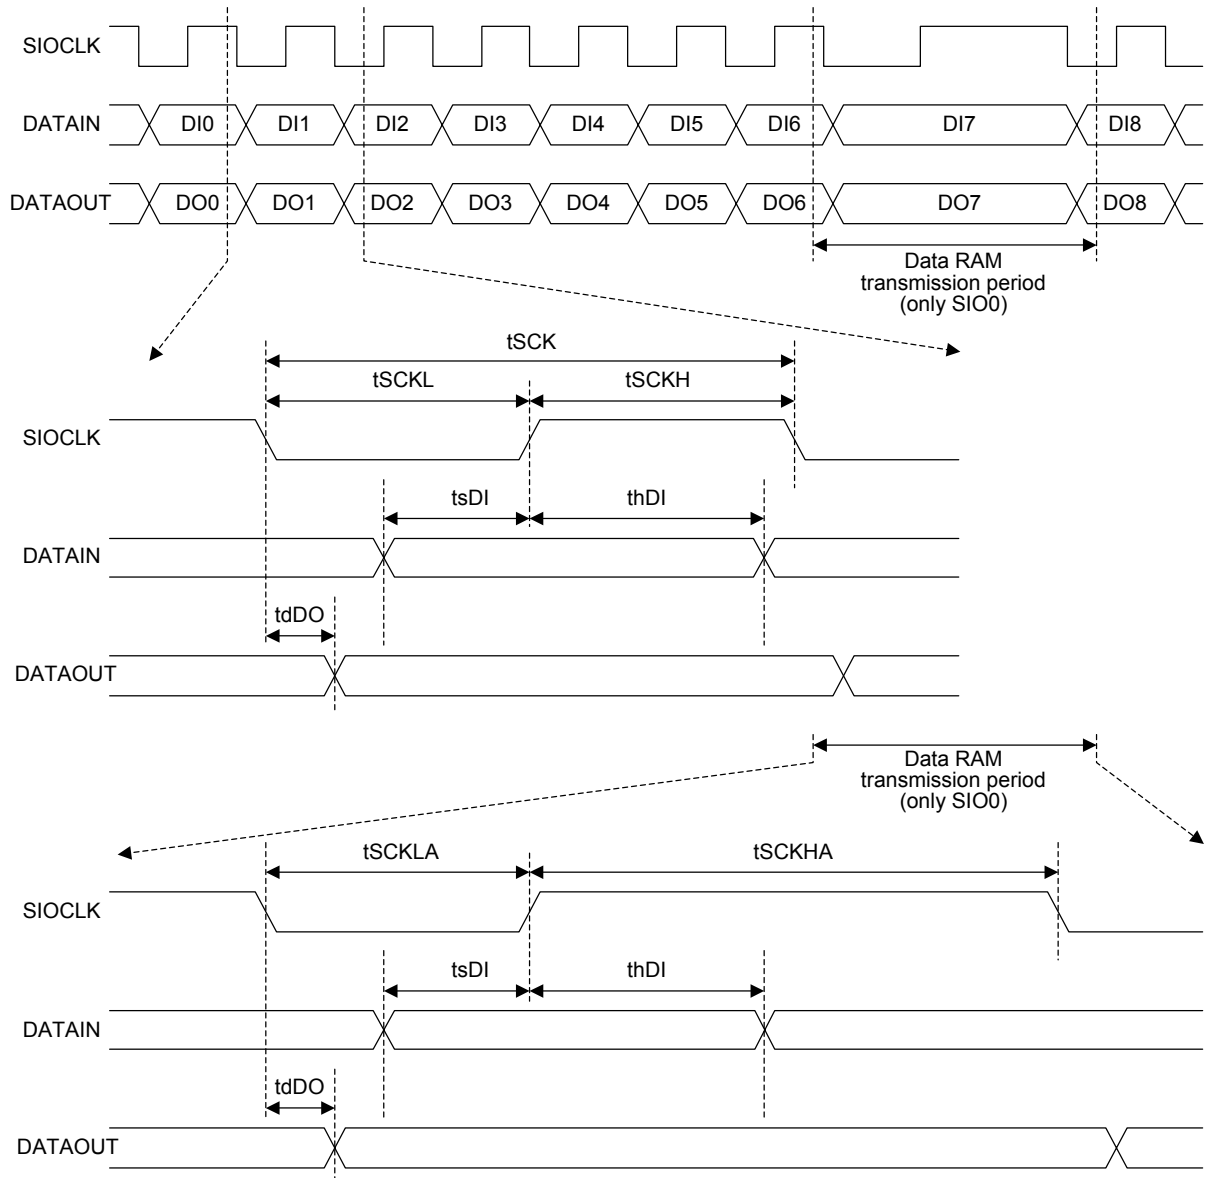 SIOCLK
DATAIN DI0 DI1 DI2 DI3 DI4 DI5 DI6 DI7 DI8
DATAOUT DO0 DO1 DO2 DO3 DO4 DO5 DO6 DO7 DO8
Data RAM
transmission period
(only SIO0)
tSCK
tSCKL tSCKH
SIOCLK
tsDI thDI
DATAIN
tdDO
DATAOUT
Data RAM
transmission period
(only SIO0)
tSCKLA tSCKHA
SIOCLK
tsDI thDI
DATAIN
tdDO
DATAOUT